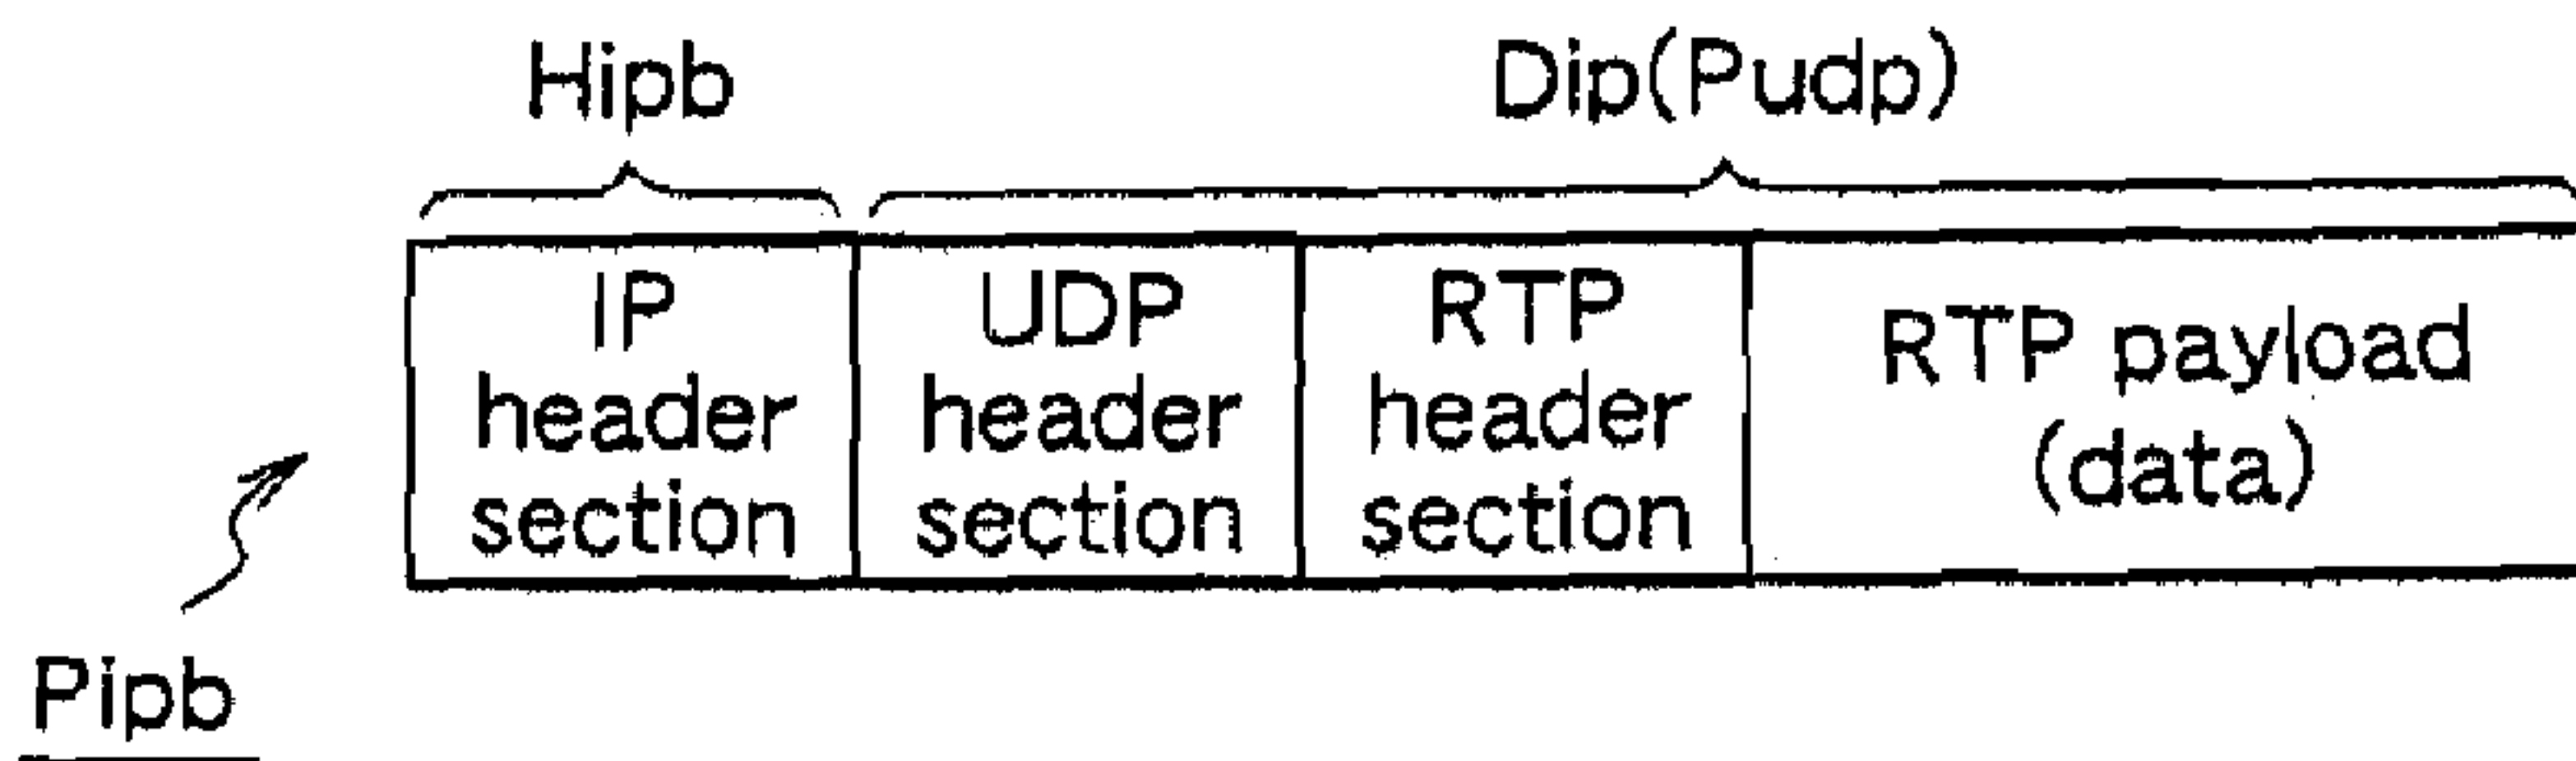 Hipb
Dip(Pudp)
IP
header
section
UDP
header
section
RTP
header
section
RTP payload
(data)
Pipb